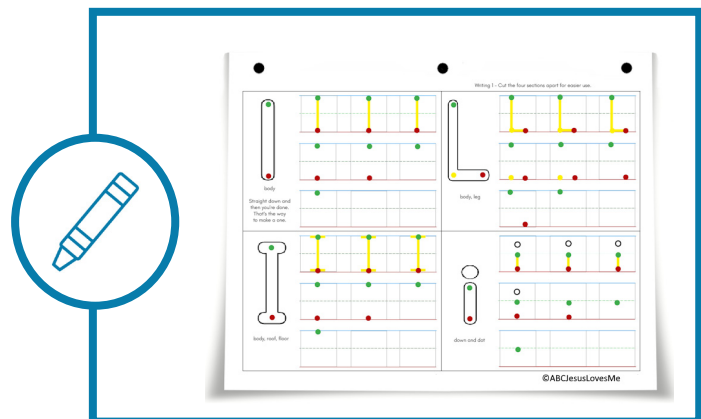 Writing 1 - Cut the four sections apart for easier use.
body
Straight down and
then you're done.
That's the way
to make a one.
body, leg
body, roof, floor
down and dot
©ABCJesusLovesMe